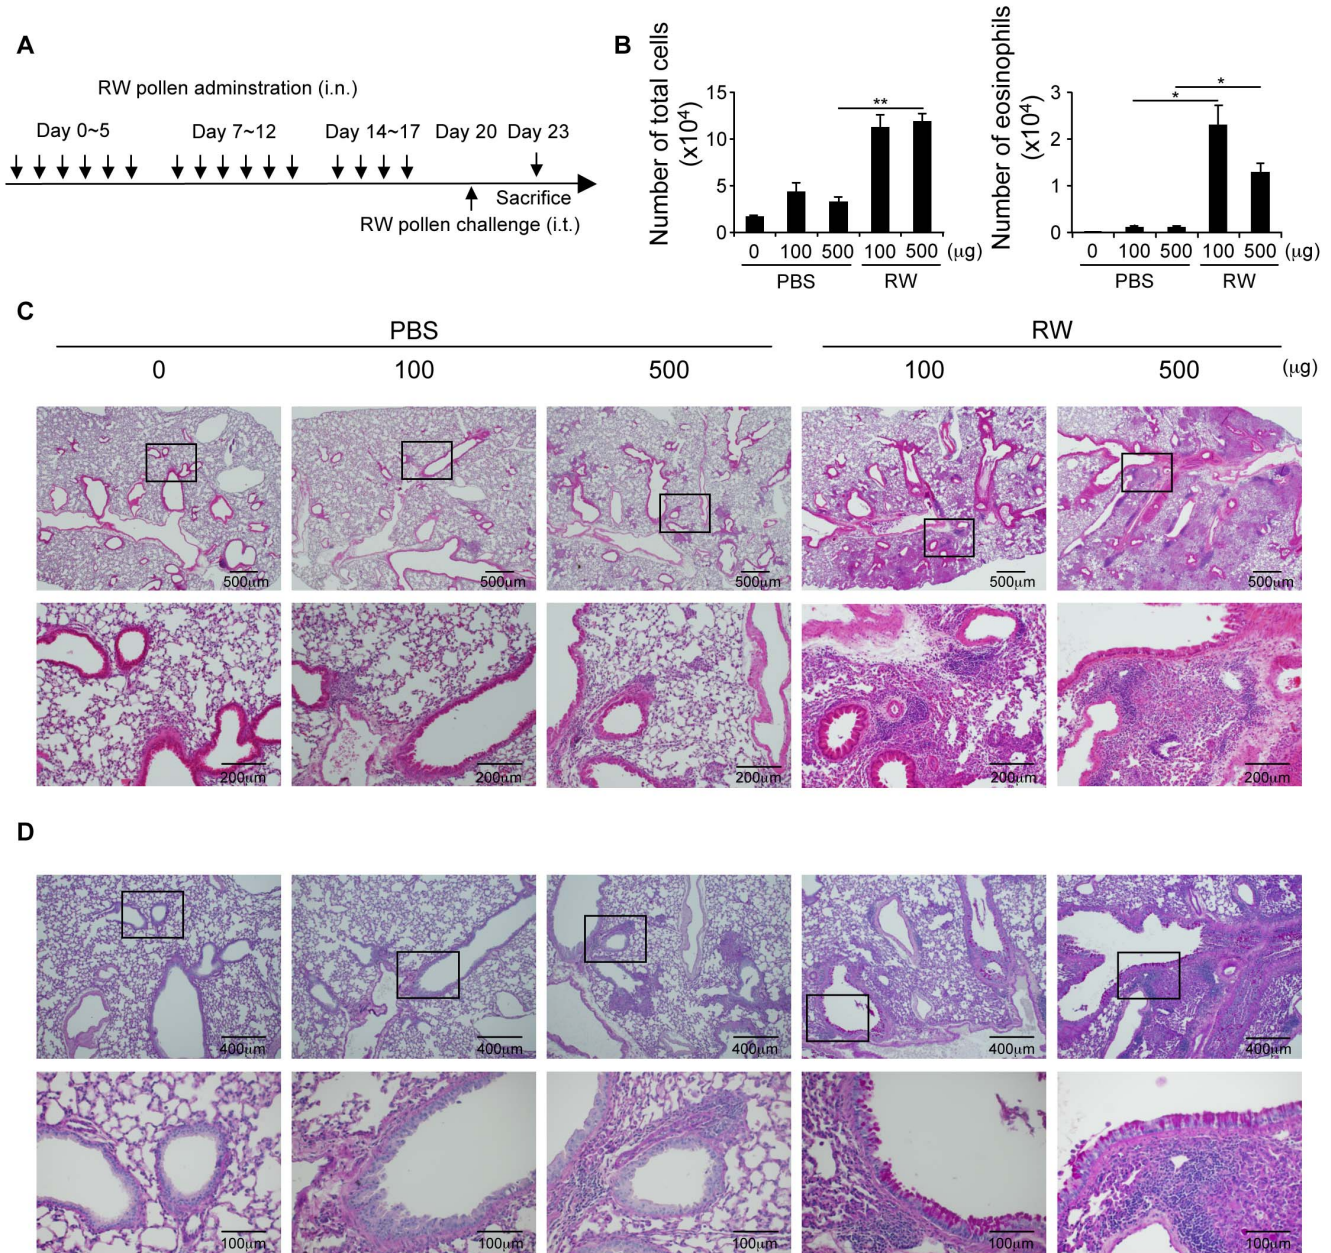 A
RW pollen adminstration (i.n.)
Day 0~5 Day 7~12 Day 14~17 Day 20 Day 23
Sacrifice
RW pollen challenge (i.t.)
B
Number of total cells
(x10⁴)
15
10
5
0
**
0 100 500 100 500 (μg)
PBS RW
Number of eosinophils
(x10⁴)
3
2
1
0
*
*
0 100 500 100 500 (μg)
PBS RW
C
PBS RW
0 100 500 100 500 (μg)
500μm 500μm 500μm 500μm 500μm
200μm 200μm 200μm 200μm 200μm
D
400μm 400μm 400μm 400μm 400μm
100μm 100μm 100μm 100μm 100μm